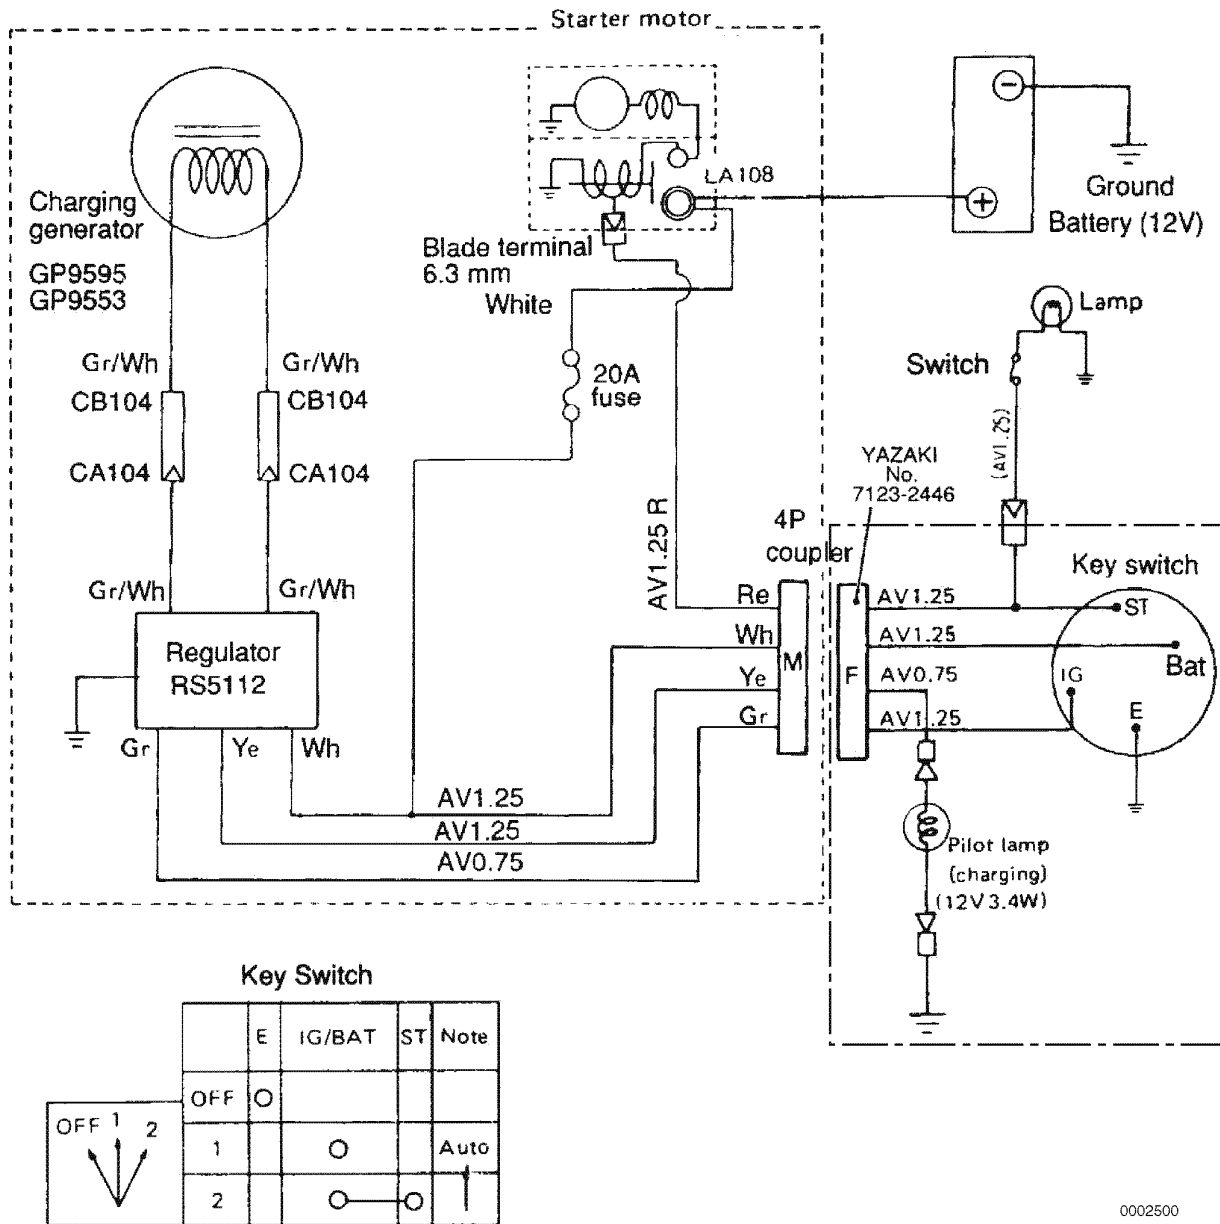 Starter motor
LA108
Ground
Battery (12V)
Charging
generator
GP9595
GP9553
Blade terminal
6.3 mm
White
Lamp
Switch
(AV1.25)
Gr/Wh
Gr/Wh
CB104
CB104
20A
fuse
CA104
CA104
YAZAKI
No.
7123-2446
AV1.25 R
4P
coupler
Key switch
Gr/Wh
Gr/Wh
Regulator
RS5112
Re
Wh
Ye
Gr
M
F
AV1.25
AV1.25
AV0.75
AV1.25
ST
Bat
IG
E
Gr
Ye
Wh
AV1.25
AV1.25
AV0.75
Pilot lamp
(charging)
(12V3.4W)
Key Switch
E IG/BAT ST Note
OFF
1 Auto
2
OFF 1 2
0002500